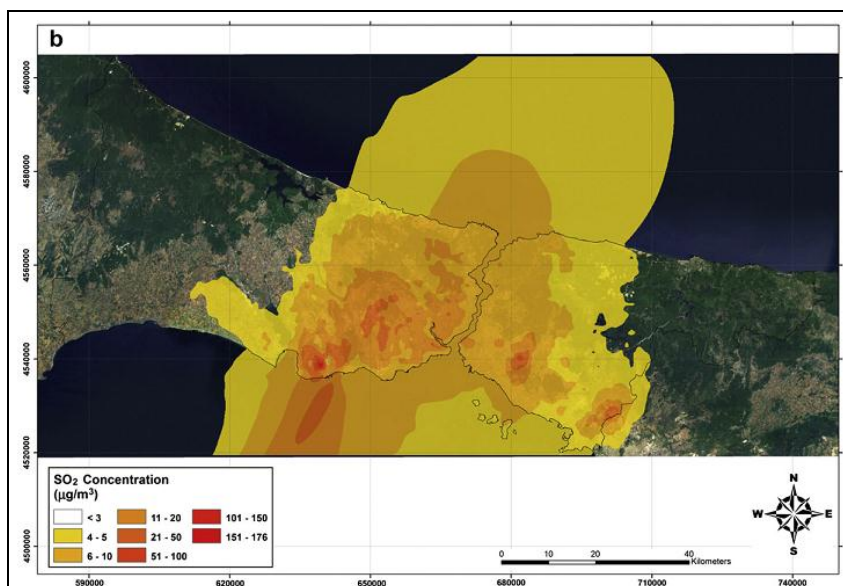 b
4600000
4580000
4560000
4540000
4520000
4500000
SO2 Concentration
(µg/m3)
< 3
4 - 5
6 - 10
11 - 20
21 - 50
51 - 100
101 - 150
151 - 176
N
W E
S
0 10 20 40
Kilometers
590000 620000 650000 680000 710000 740000